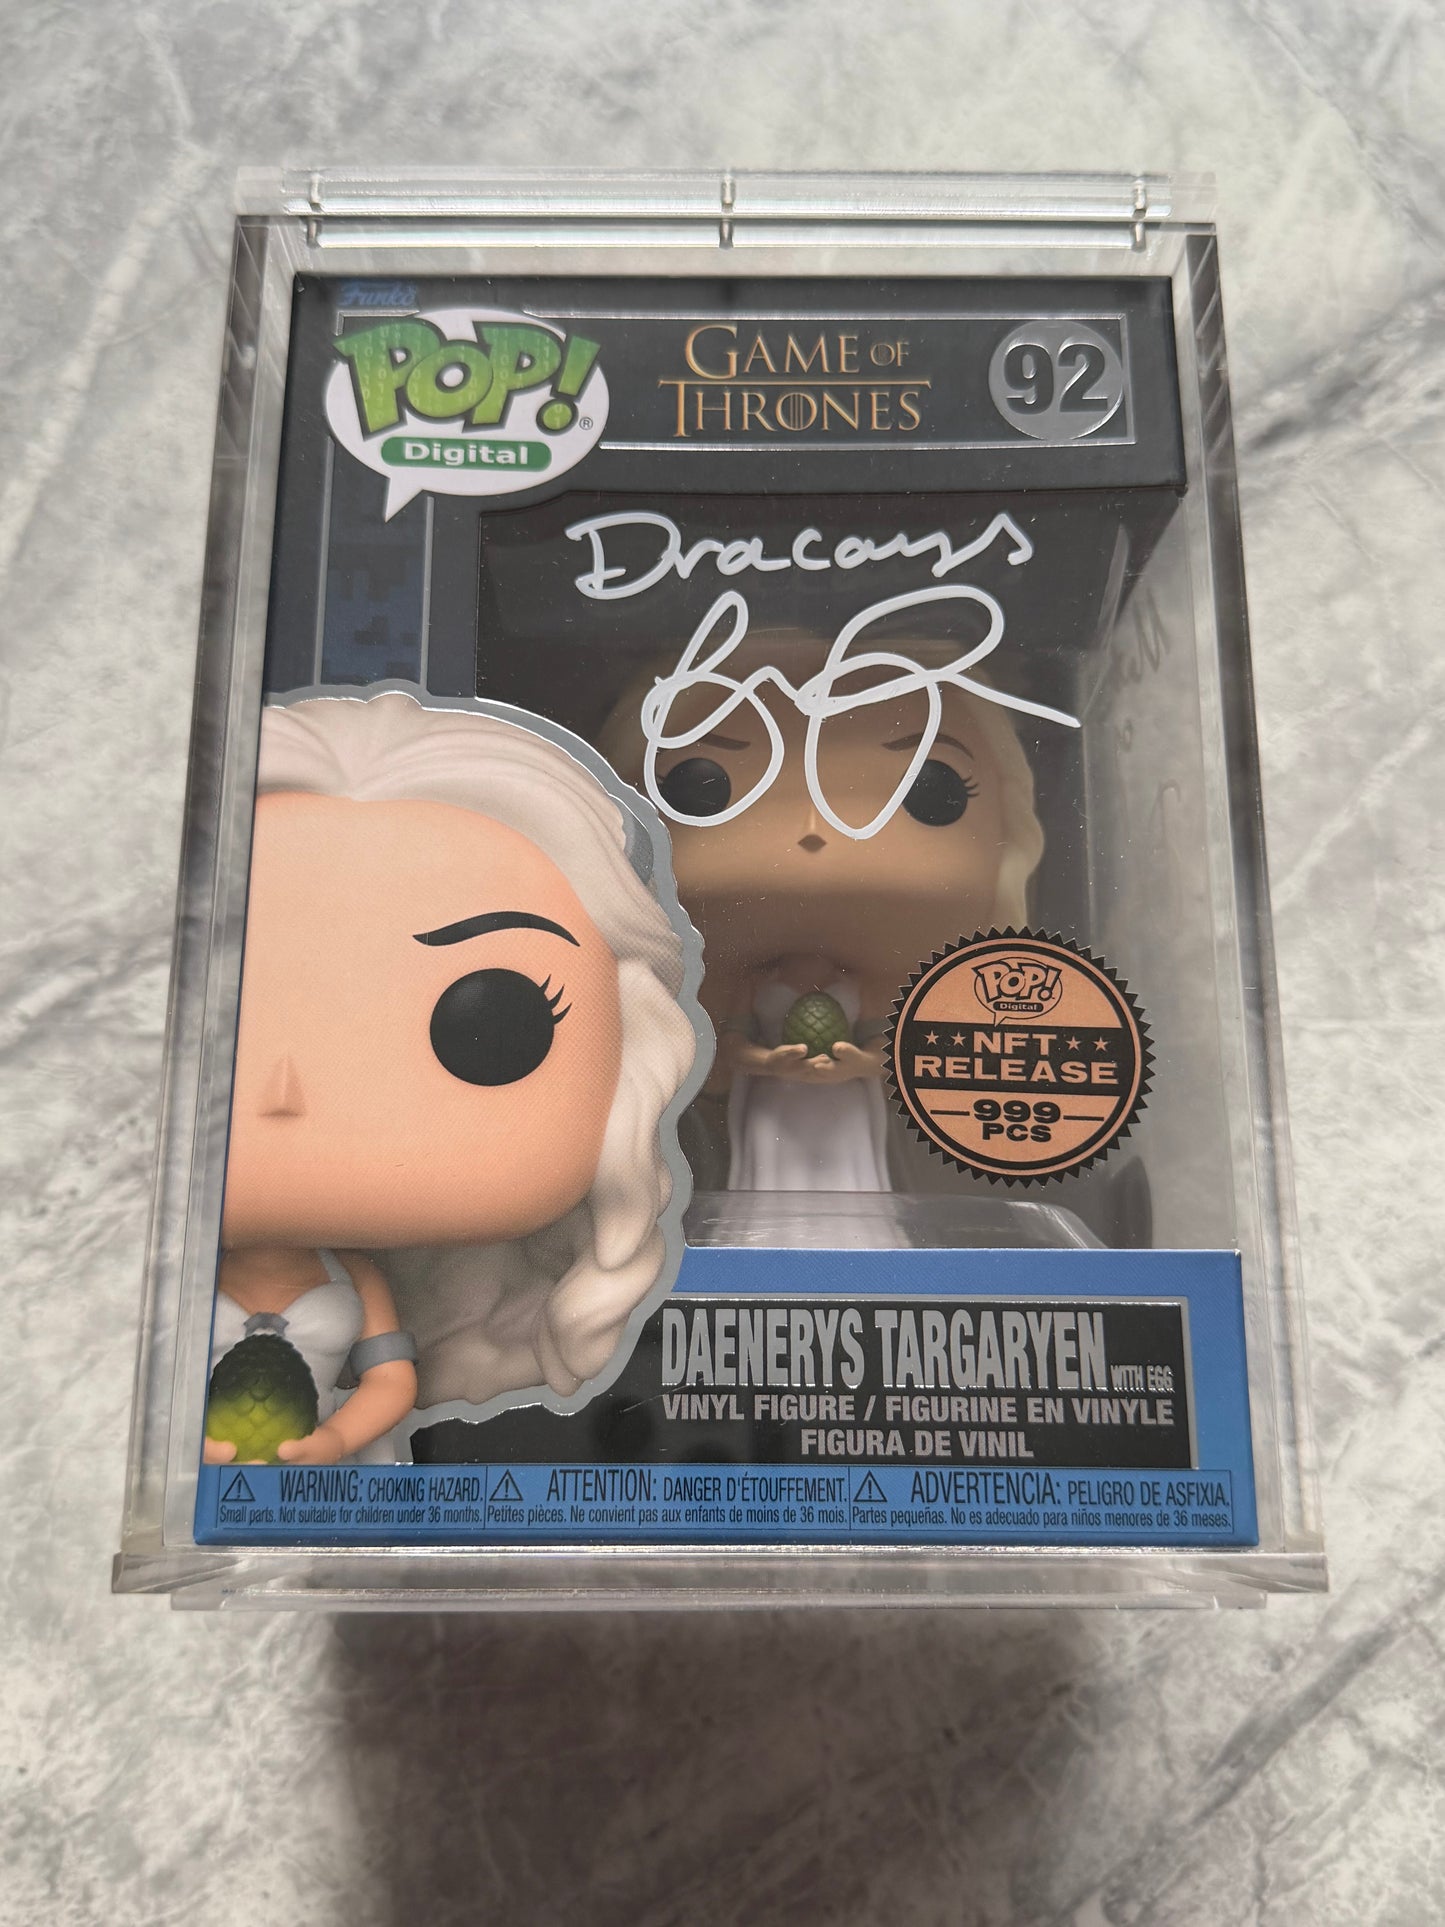 Funko
POP!®
Digital
GAME OF
THRONES
92
Dracarys
POP!
Digital
NFT
RELEASE
999
PCS
DAENERYS TARGARYEN WITH EGG
VINYL FIGURE / FIGURINE EN VINYLE
FIGURA DE VINIL
WARNING: CHOKING HAZARD.
Small parts. Not suitable for children under 36 months.
ATTENTION: DANGER D'ÉTOUFFEMENT.
Petites pièces. Ne convient pas aux enfants de moins de 36 mois.
ADVERTENCIA: PELIGRO DE ASFIXIA.
Partes pequeñas. No es adecuado para niños menores de 36 meses.